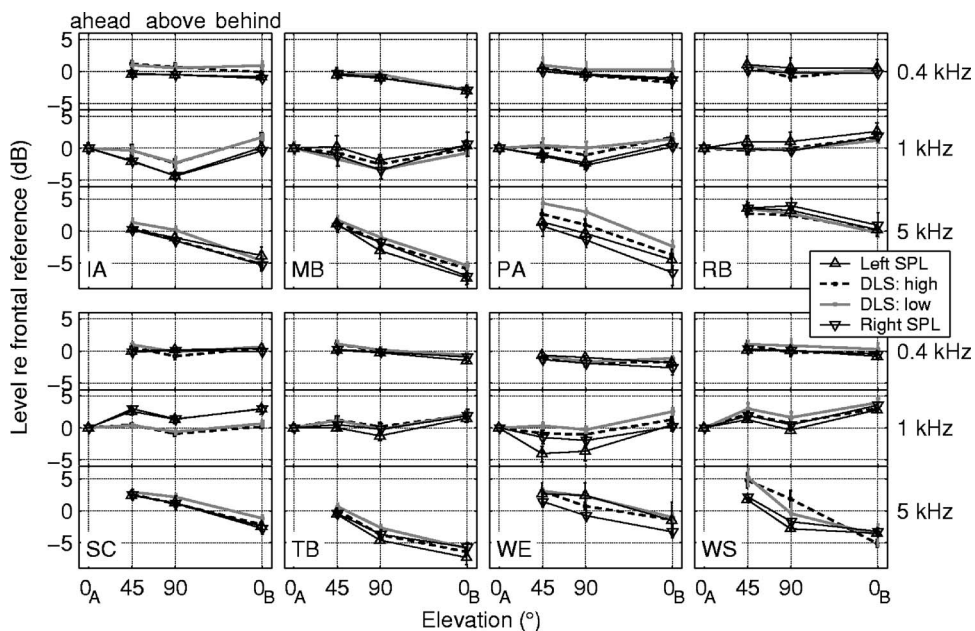 ahead above behind
5
0
−5
0.4 kHz
5
0
−5
1 kHz
5
0
−5
5 kHz
IA
MB
PA
RB
Left SPL
DLS: high
DLS: low
Right SPL
Level re frontal reference (dB)
5
0
−5
0.4 kHz
5
0
−5
1 kHz
5
0
−5
5 kHz
SC
TB
WE
WS
0A 45 90 0B 0A 45 90 0B 0A 45 90 0B 0A 45 90 0B
Elevation (°)